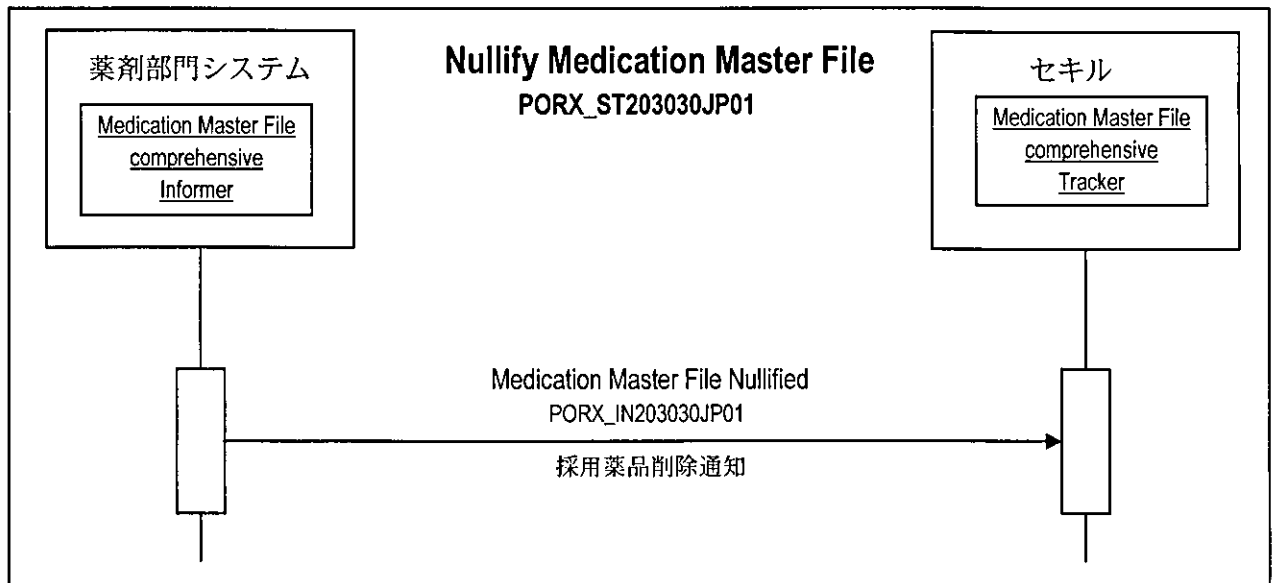 薬剤部門システム
Medication Master File
comprehensive
Informer
Nullify Medication Master File
PORX_ST203030JP01
セキル
Medication Master File
comprehensive
Tracker
Medication Master File Nullified
PORX_IN203030JP01
採用薬品削除通知